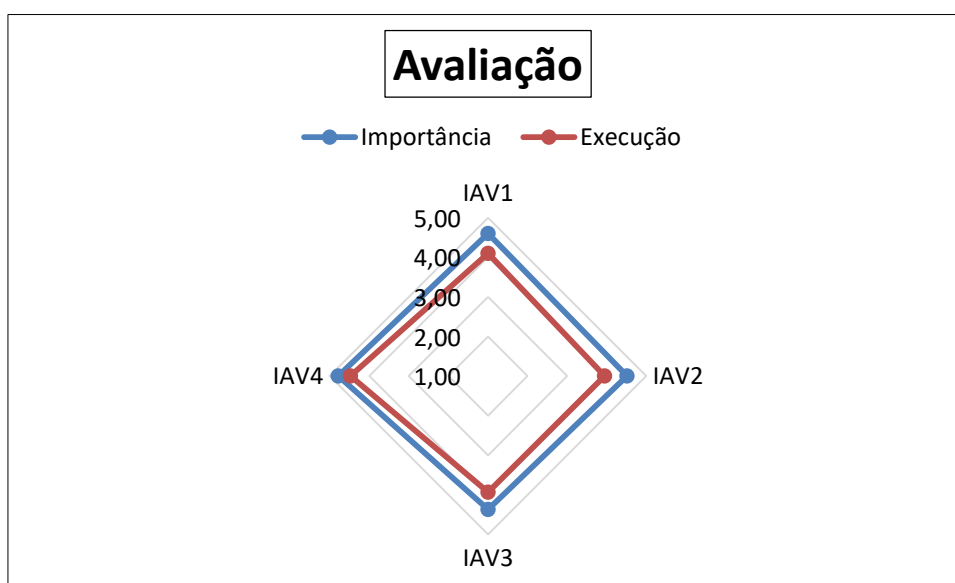 Avaliação
Importância Execução
IAV1
5,00
4,00
3,00
2,00
IAV4 1,00 IAV2
IAV3